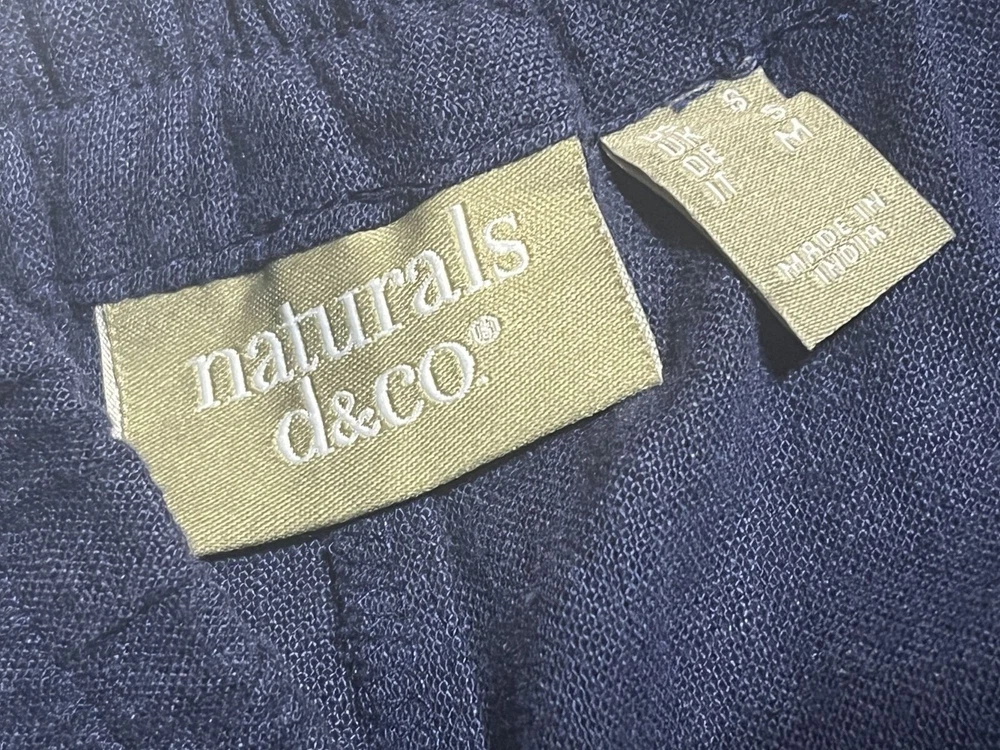 naturals
d&co.®
UK S
DE S
IT M
MADE IN
INDIA